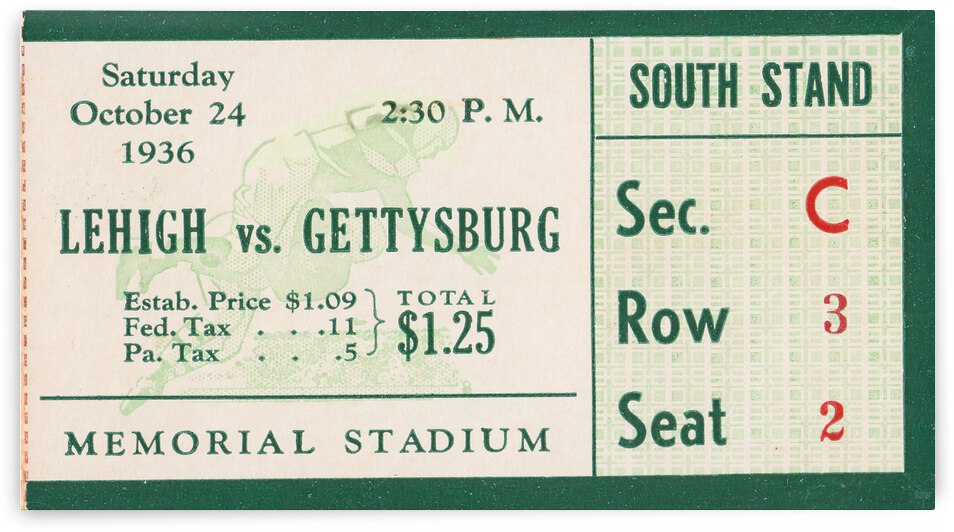 Saturday
October 24
1936
2:30 P. M.
LEHIGH vs. GETTYSBURG
Estab. Price $1.09
Fed. Tax . . .11
Pa. Tax . . .5
TOTAL
$1.25
MEMORIAL STADIUM
SOUTH STAND
Sec. C
Row 3
Seat 2